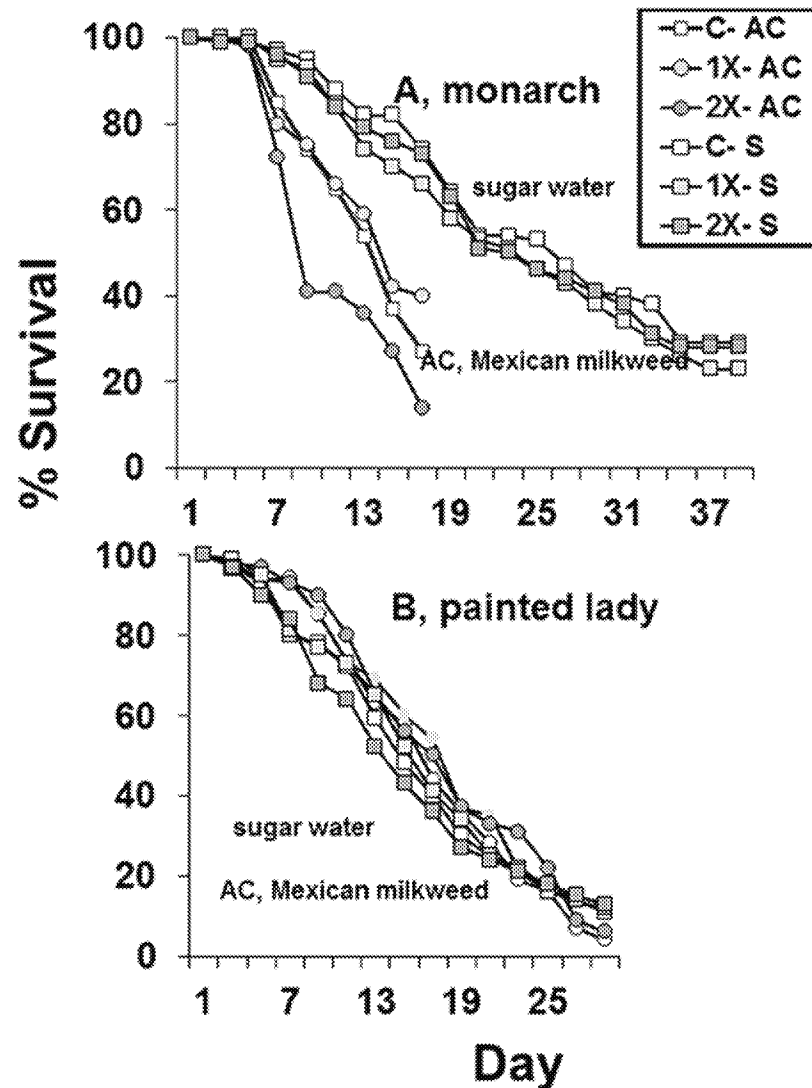 C- AC
1X- AC
2X- AC
C- S
1X- S
2X- S
100
80
60
40
20
0
A, monarch
sugar water
AC, Mexican milkweed
1 7 13 19 25 31 37
% Survival
100
80
60
40
20
0
B, painted lady
sugar water
AC, Mexican milkweed
1 7 13 19 25
Day